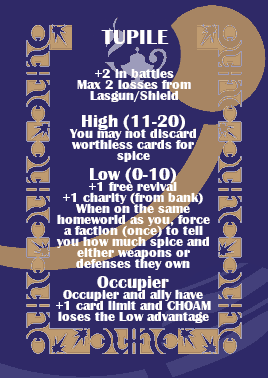 TUPILE
+2 in battles
Max 2 losses from
Lasgun/Shield
High (11-20)
You may not discard
worthless cards for
spice
Low (0-10)
+1 free revival
+1 charity (from bank)
When on the same
homeworld as you, force
a faction (once) to tell
you how much spice and
either weapons or
defenses they own
Occupier
Occupier and ally have
+1 card limit and CHOAM
loses the Low advantage